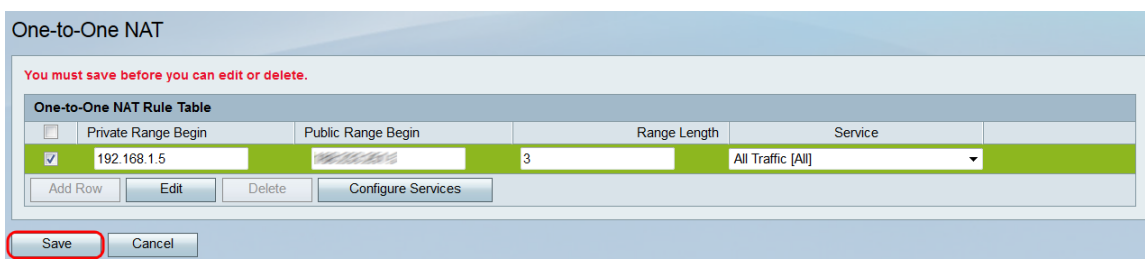 One-to-One NAT
You must save before you can edit or delete.
One-to-One NAT Rule Table
Private Range Begin Public Range Begin Range Length Service
192.168.1.5 3 All Traffic [All]
Add Row Edit Delete Configure Services
Save Cancel